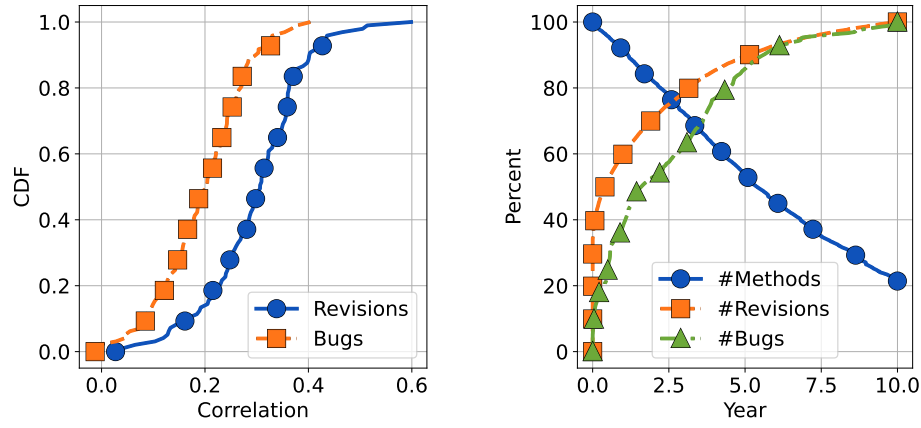 1.0
0.8
0.6
0.4
0.2
0.0
CDF
0.0 0.2 0.4 0.6
Correlation
Revisions
Bugs
100
80
60
40
20
0
Percent
0.0 2.5 5.0 7.5 10.0
Year
#Methods
#Revisions
#Bugs